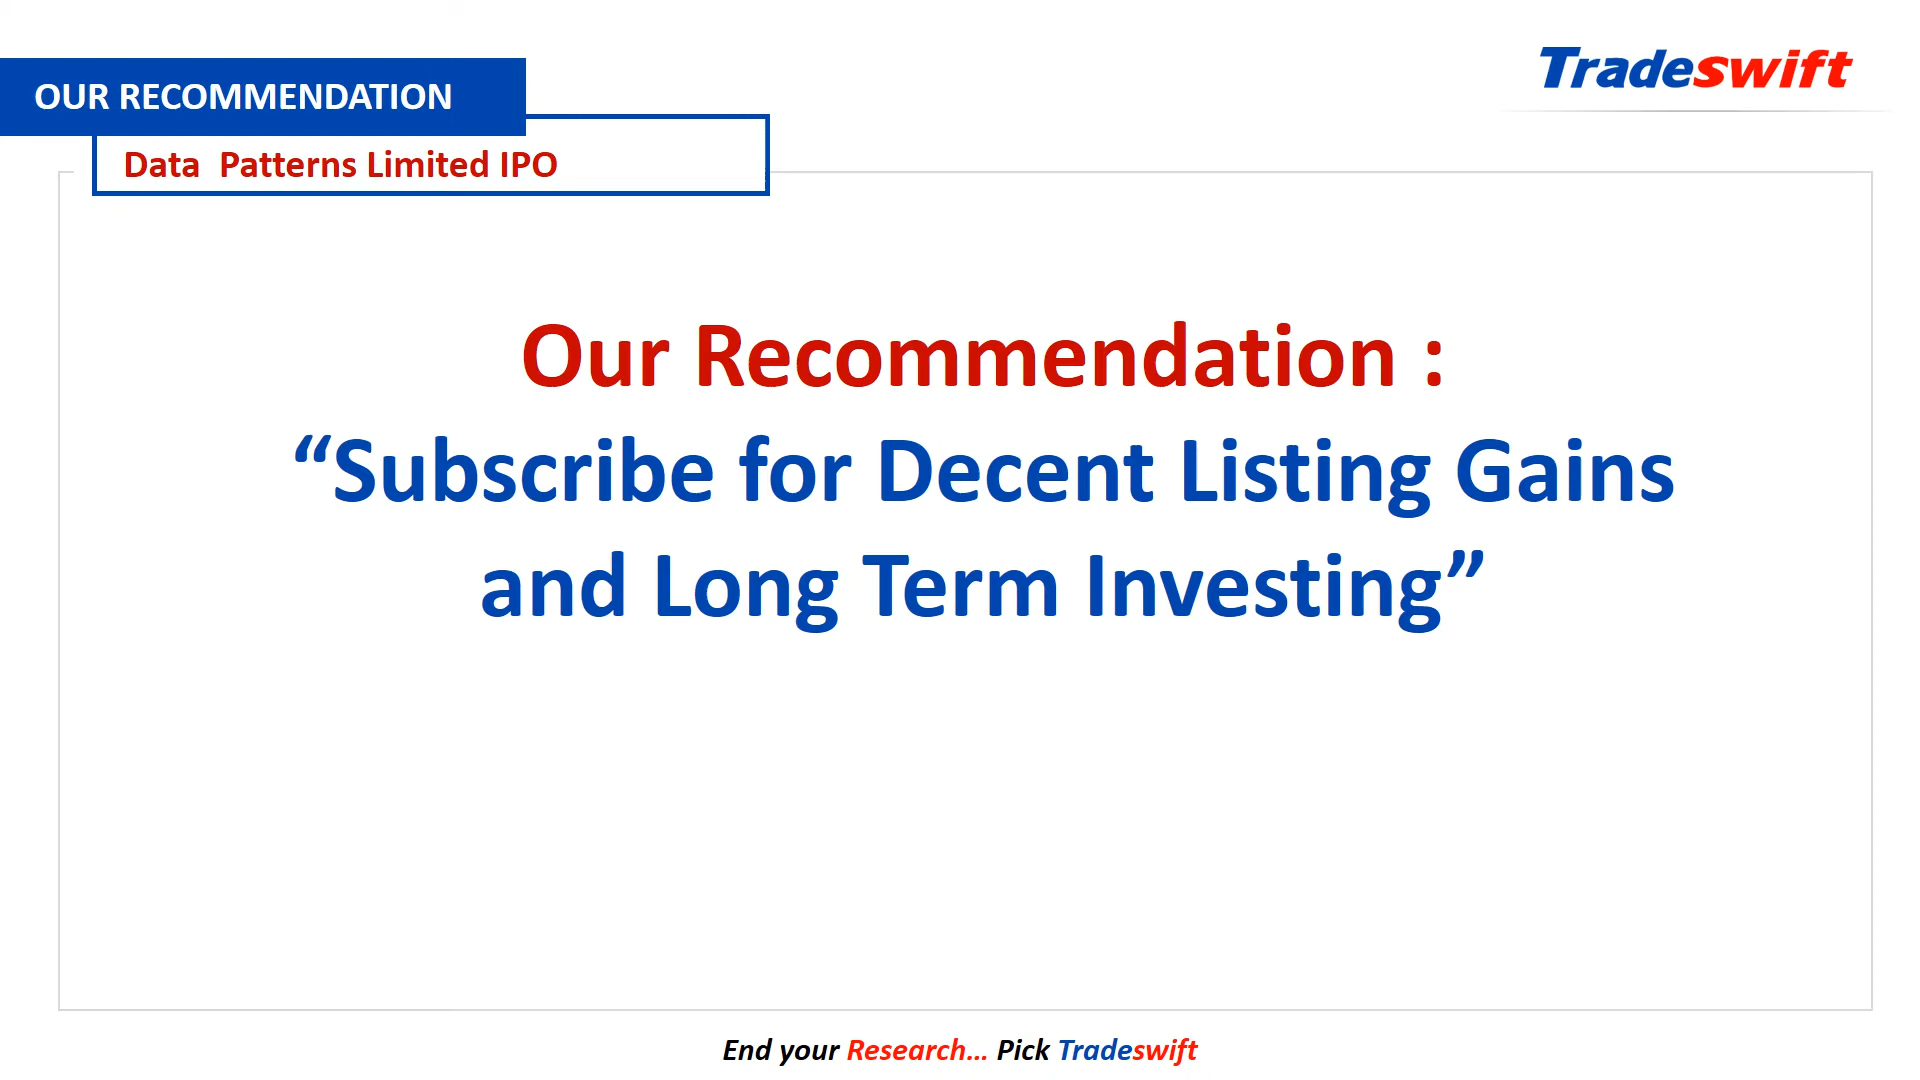 Tradeswift
OUR RECOMMENDATION
Data  Patterns Limited IPO
Our Recommendation :
“Subscribe for Decent Listing Gains
and Long Term Investing”
End your Research... Pick Tradeswift